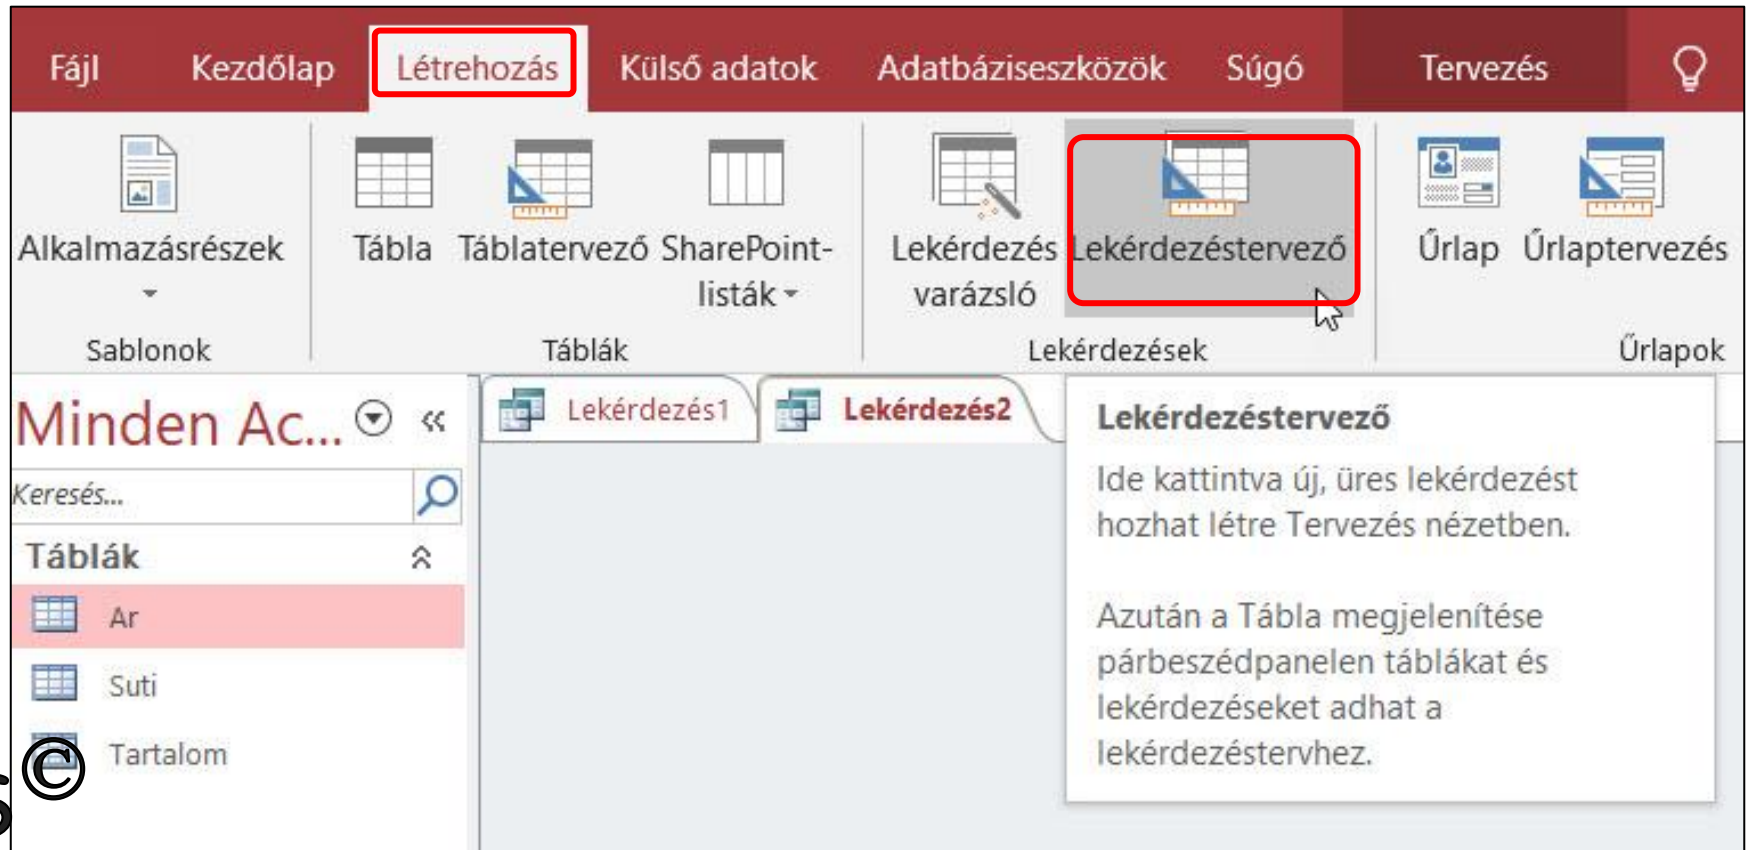 Fájl Kezdőlap Létrehozás Külső adatok Adatbáziseszközök Súgó Tervezés
Alkalmazásrészek Tábla Táblatervező SharePoint- Lekérdezés Lekérdezéstervező Űrlap Űrlaptervezés
listák varázsló
Sablonok Táblák Lekérdezések Űrlapok
Minden Ac... «
Lekérdezés1 Lekérdezés2
Keresés...
Táblák
Ar
Suti
Tartalom
Lekérdezéstervező
Ide kattintva új, üres lekérdezést
hozhat létre Tervezés nézetben.
Azután a Tábla megjelenítése
párbeszédpanelen táblákat és
lekérdezéseket adhat a
lekérdezéstervhez.
©